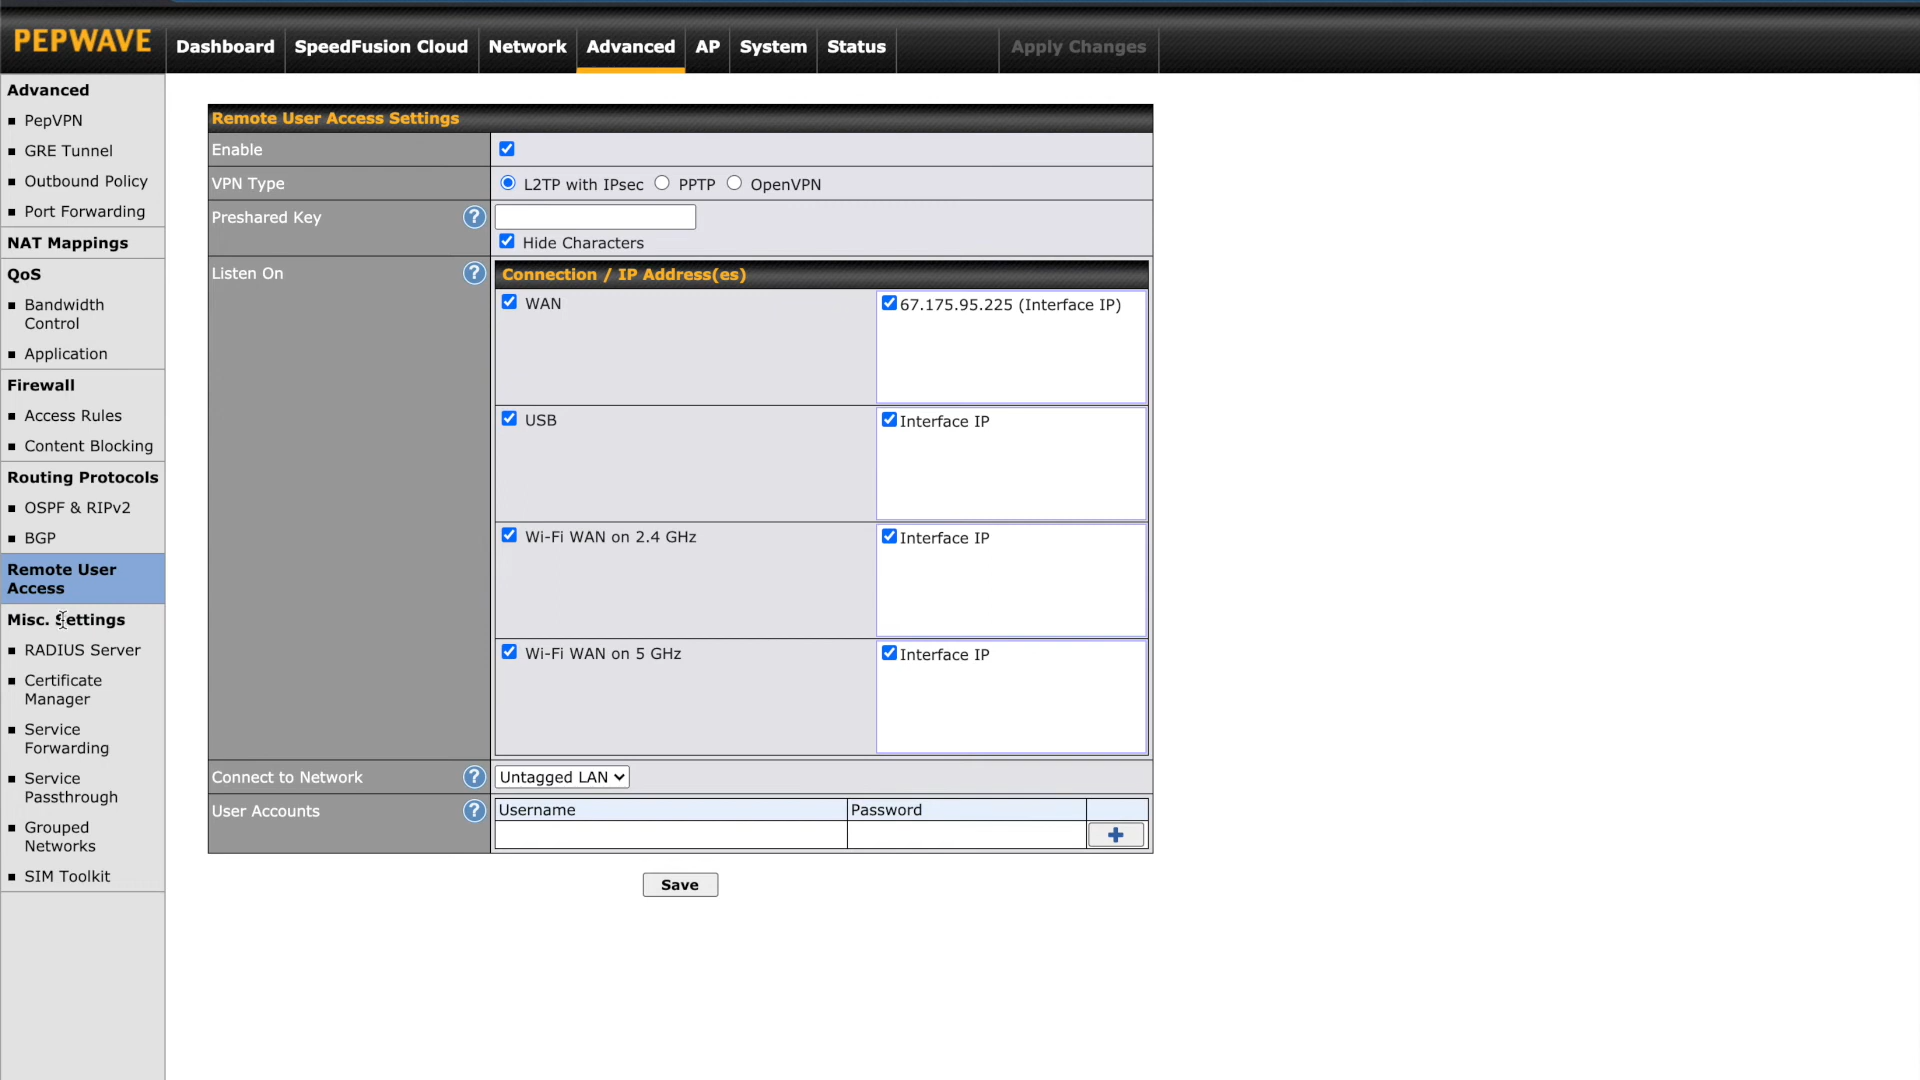 PEPWAVE
Dashboard
SpeedFusion Cloud
Network
Advanced
AP
System
Status
Apply Changes
Advanced
PepVPN
GRE Tunnel
Outbound Policy
Port Forwarding
NAT Mappings
QoS
Bandwidth
Control
Application
Firewall
Access Rules
Content Blocking
Routing Protocols
OSPF & RIPv2
BGP
Remote User
Access
Misc. Settings
RADIUS Server
Certificate
Manager
Service
Forwarding
Service
Passthrough
Grouped
Networks
SIM Toolkit
Remote User Access Settings
Enable
VPN Type
L2TP with IPsec
PPTP
OpenVPN
Preshared Key
?
Hide Characters
Listen On
?
Connection / IP Address(es)
WAN
67.175.95.225 (Interface IP)
USB
Interface IP
Wi-Fi WAN on 2.4 GHz
Interface IP
Wi-Fi WAN on 5 GHz
Interface IP
Connect to Network
?
Untagged LAN
User Accounts
?
Username
Password
Save